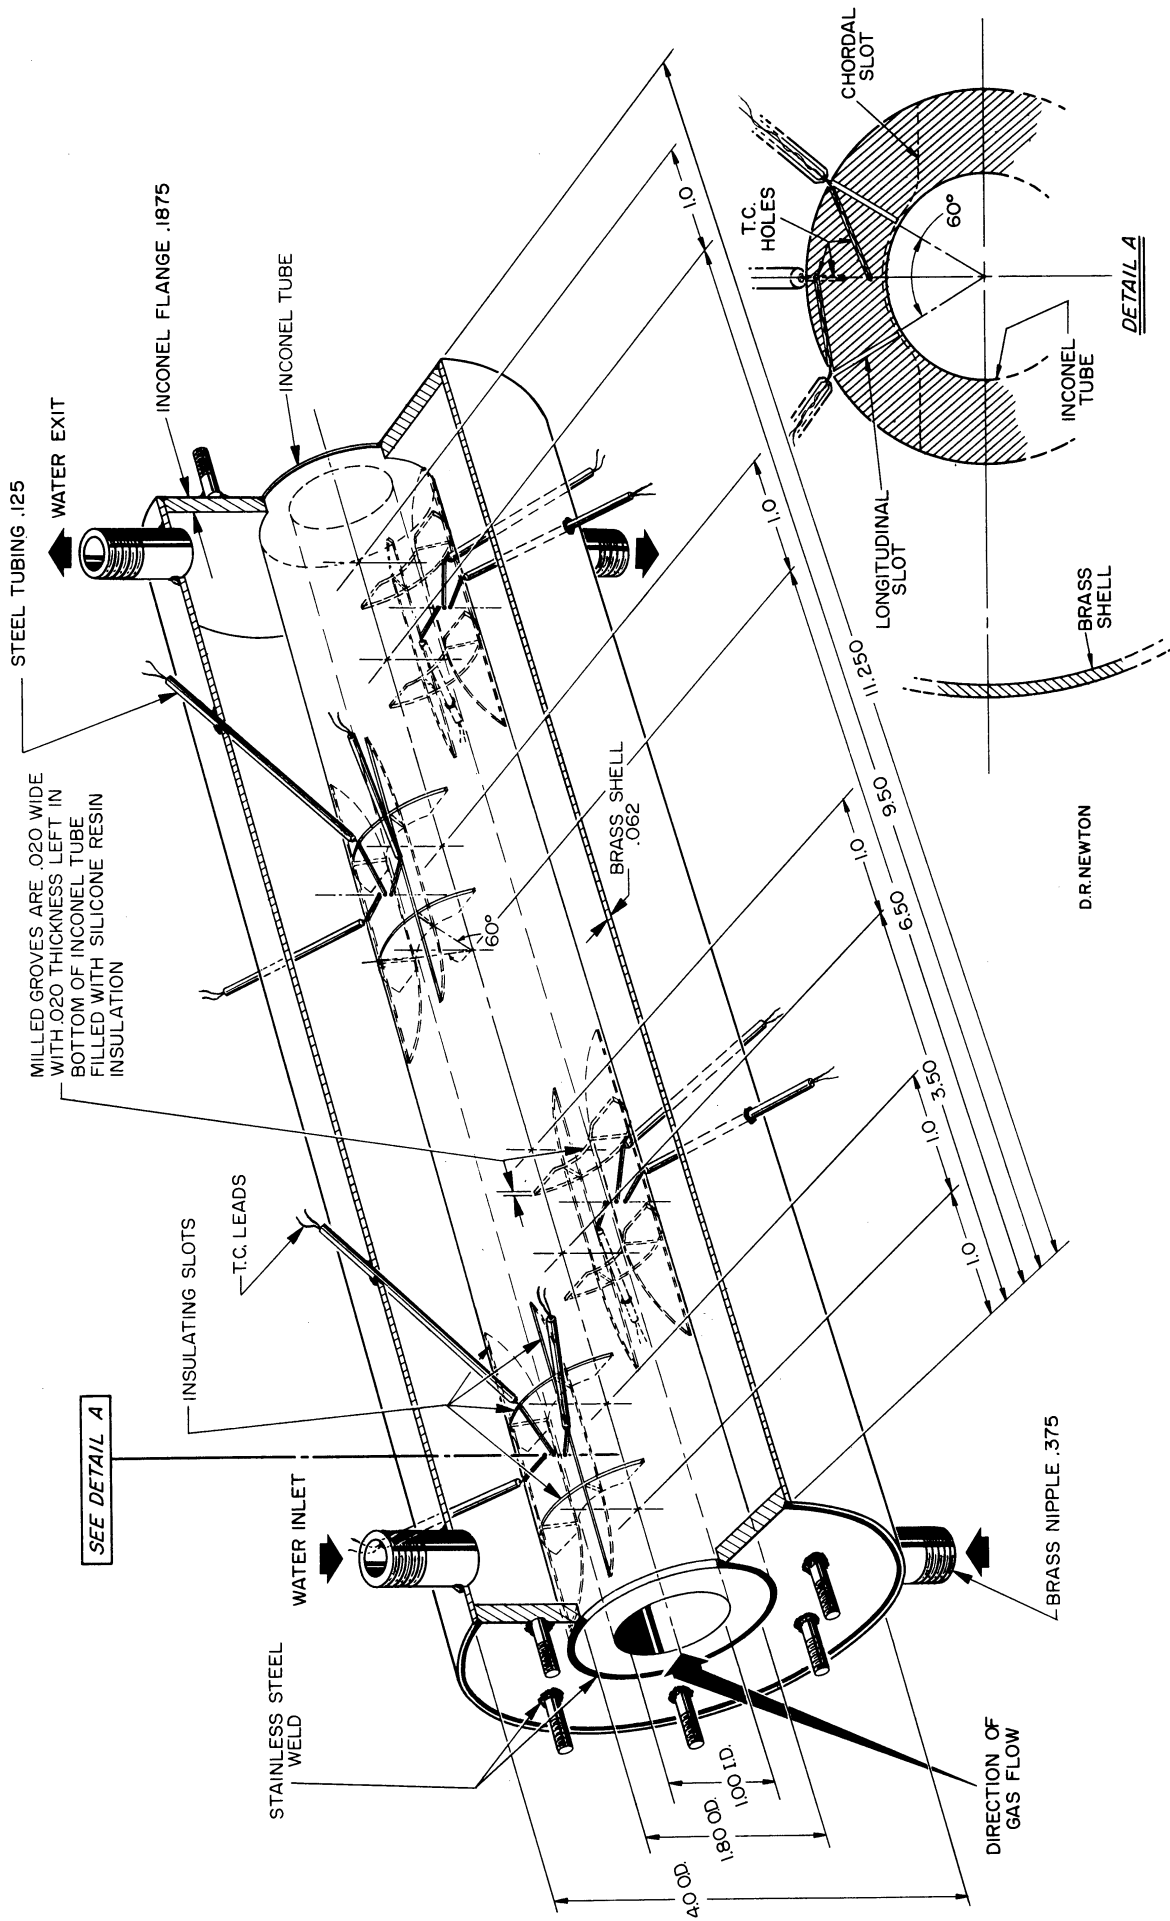 STEEL TUBING .125
WATER EXIT
INCONEL FLANGE .1875
INCONEL TUBE
MILLED GROVES ARE .020 WIDE
WITH .020 THICKNESS LEFT IN
BOTTOM OF INCONEL TUBE
FILLED WITH SILICONE RESIN
INSULATION
T.C. LEADS
INSULATING SLOTS
SEE DETAIL A
WATER INLET
STAINLESS STEEL
WELD
60°
BRASS SHELL
.062
1.0
1.0
1.0
1.0
1.0
3.50
6.50
9.50
11.250
4.0 O.D.
1.80 O.D.
1.00 I.D.
DIRECTION OF
GAS FLOW
BRASS NIPPLE .375
D.R.NEWTON
CHORDAL
SLOT
T.C.
HOLES
60°
LONGITUDINAL
SLOT
INCONEL
TUBE
BRASS
SHELL
DETAIL A